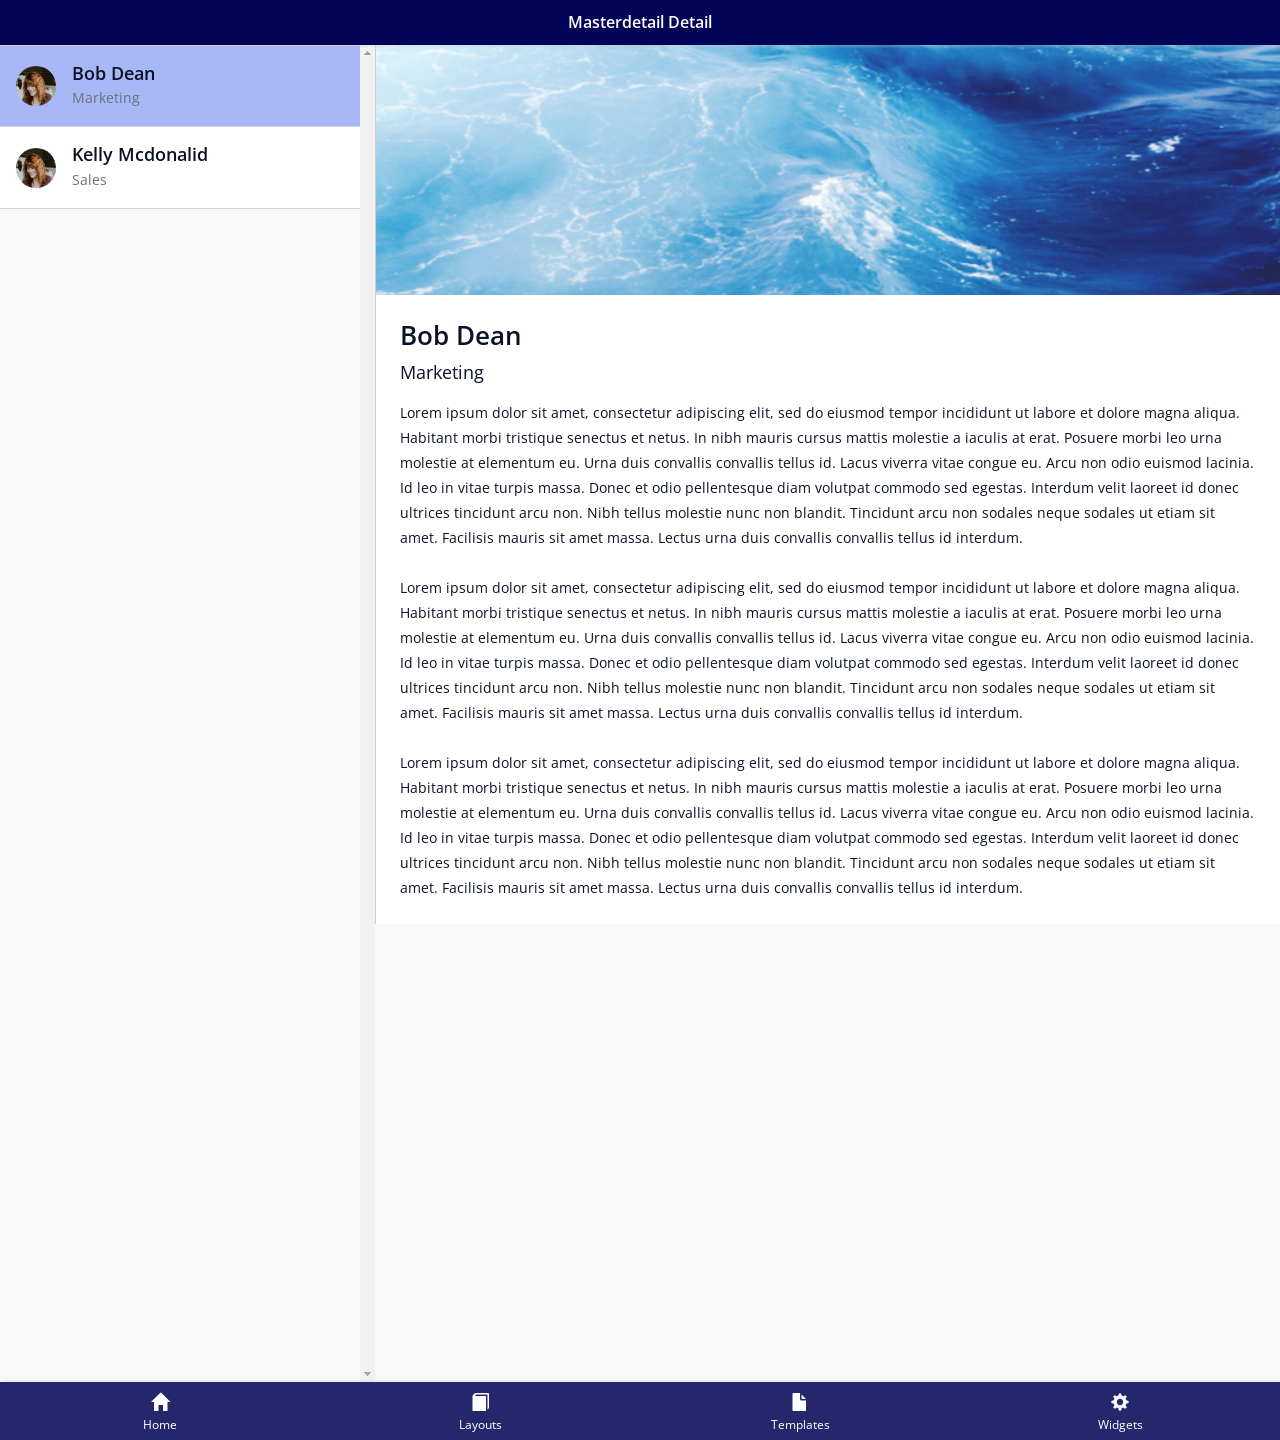 Masterdetail Detail
Bob Dean
Marketing
Kelly Mcdonalid
Sales
Bob Dean
Marketing
Lorem ipsum dolor sit amet, consectetur adipiscing elit, sed do eiusmod tempor incididunt ut labore et dolore magna aliqua.
Habitant morbi tristique senectus et netus. In nibh mauris cursus mattis molestie a iaculis at erat. Posuere morbi leo urna
molestie at elementum eu. Urna duis convallis convallis tellus id. Lacus viverra vitae congue eu. Arcu non odio euismod lacinia.
Id leo in vitae turpis massa. Donec et odio pellentesque diam volutpat commodo sed egestas. Interdum velit laoreet id donec
ultrices tincidunt arcu non. Nibh tellus molestie nunc non blandit. Tincidunt arcu non sodales neque sodales ut etiam sit
amet. Facilisis mauris sit amet massa. Lectus urna duis convallis convallis tellus id interdum.
Lorem ipsum dolor sit amet, consectetur adipiscing elit, sed do eiusmod tempor incididunt ut labore et dolore magna aliqua.
Habitant morbi tristique senectus et netus. In nibh mauris cursus mattis molestie a iaculis at erat. Posuere morbi leo urna
molestie at elementum eu. Urna duis convallis convallis tellus id. Lacus viverra vitae congue eu. Arcu non odio euismod lacinia.
Id leo in vitae turpis massa. Donec et odio pellentesque diam volutpat commodo sed egestas. Interdum velit laoreet id donec
ultrices tincidunt arcu non. Nibh tellus molestie nunc non blandit. Tincidunt arcu non sodales neque sodales ut etiam sit
amet. Facilisis mauris sit amet massa. Lectus urna duis convallis convallis tellus id interdum.
Lorem ipsum dolor sit amet, consectetur adipiscing elit, sed do eiusmod tempor incididunt ut labore et dolore magna aliqua.
Habitant morbi tristique senectus et netus. In nibh mauris cursus mattis molestie a iaculis at erat. Posuere morbi leo urna
molestie at elementum eu. Urna duis convallis convallis tellus id. Lacus viverra vitae congue eu. Arcu non odio euismod lacinia.
Id leo in vitae turpis massa. Donec et odio pellentesque diam volutpat commodo sed egestas. Interdum velit laoreet id donec
ultrices tincidunt arcu non. Nibh tellus molestie nunc non blandit. Tincidunt arcu non sodales neque sodales ut etiam sit
amet. Facilisis mauris sit amet massa. Lectus urna duis convallis convallis tellus id interdum.
Home
Layouts
Templates
Widgets